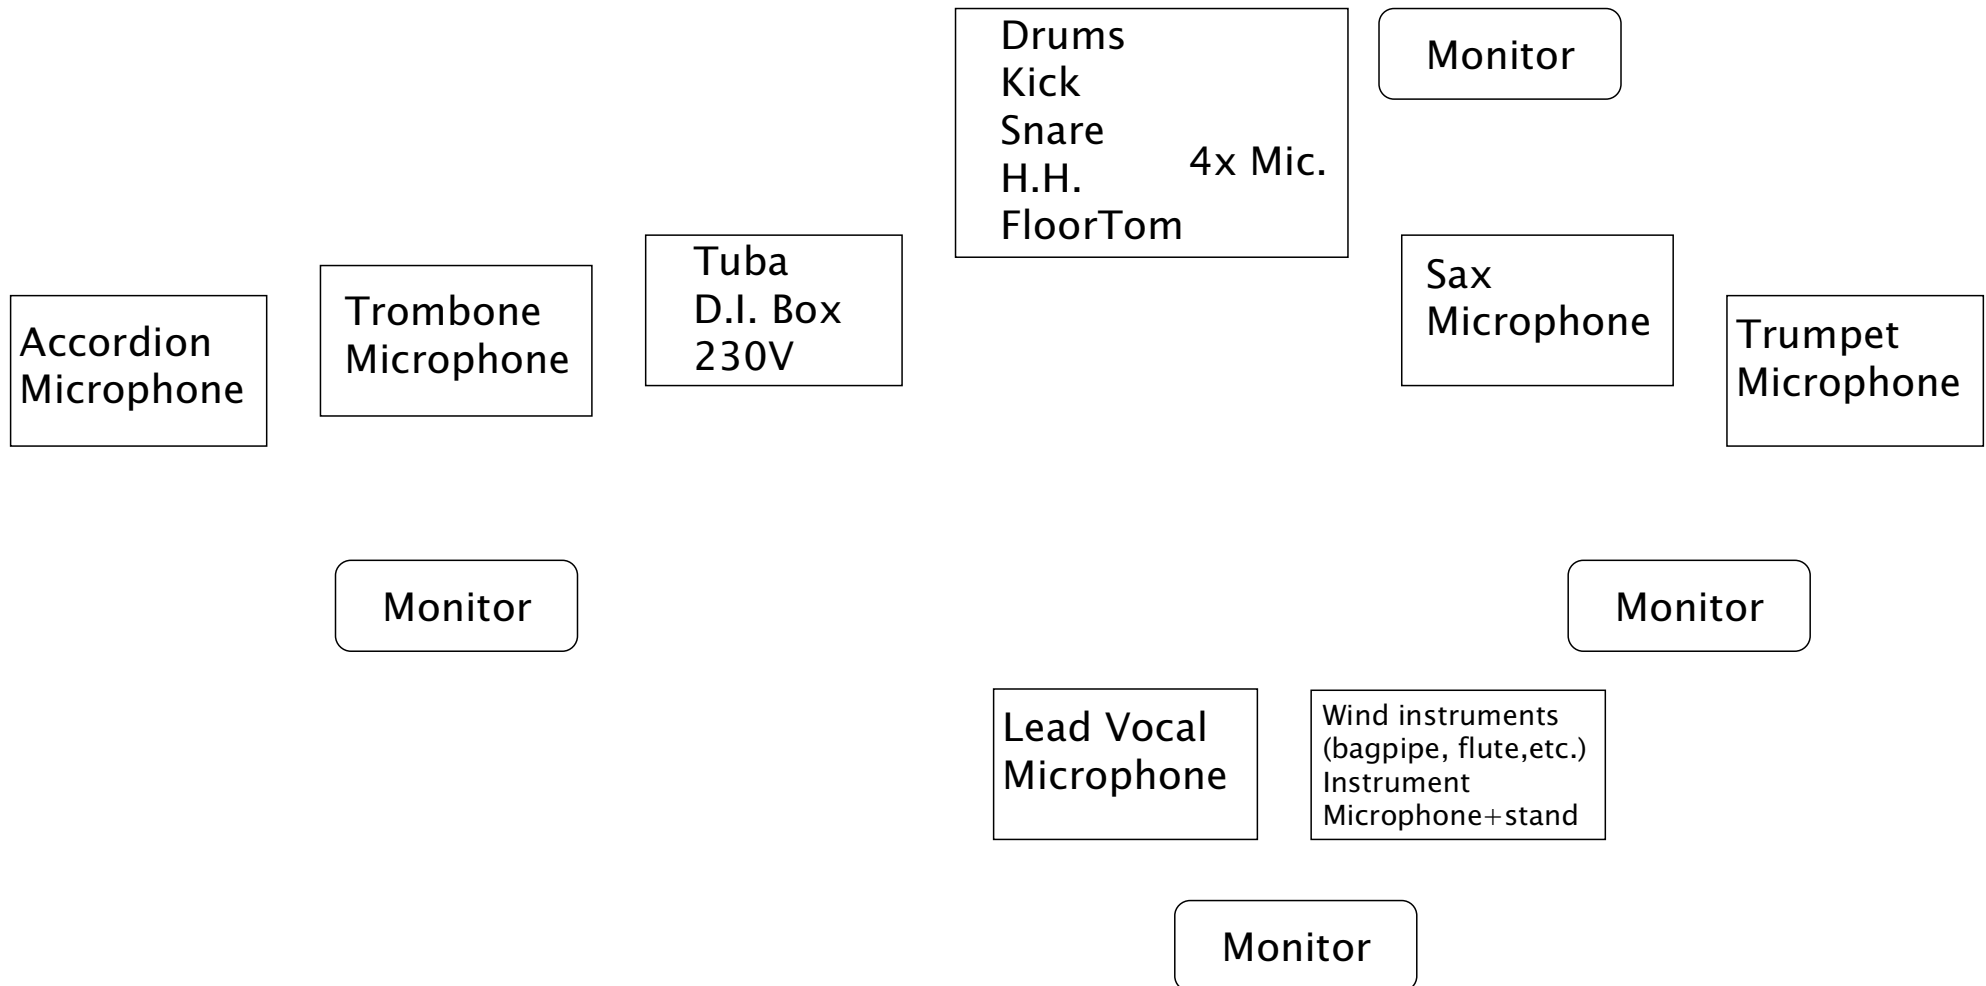 Drums
Kick
Snare
H.H.
FloorTom
4x Mic.
Monitor
Accordion
Microphone
Trombone
Microphone
Tuba
D.I. Box
230V
Sax
Microphone
Trumpet
Microphone
Monitor
Monitor
Lead Vocal
Microphone
Wind instruments
(bagpipe, flute,etc.)
Instrument
Microphone+stand
Monitor